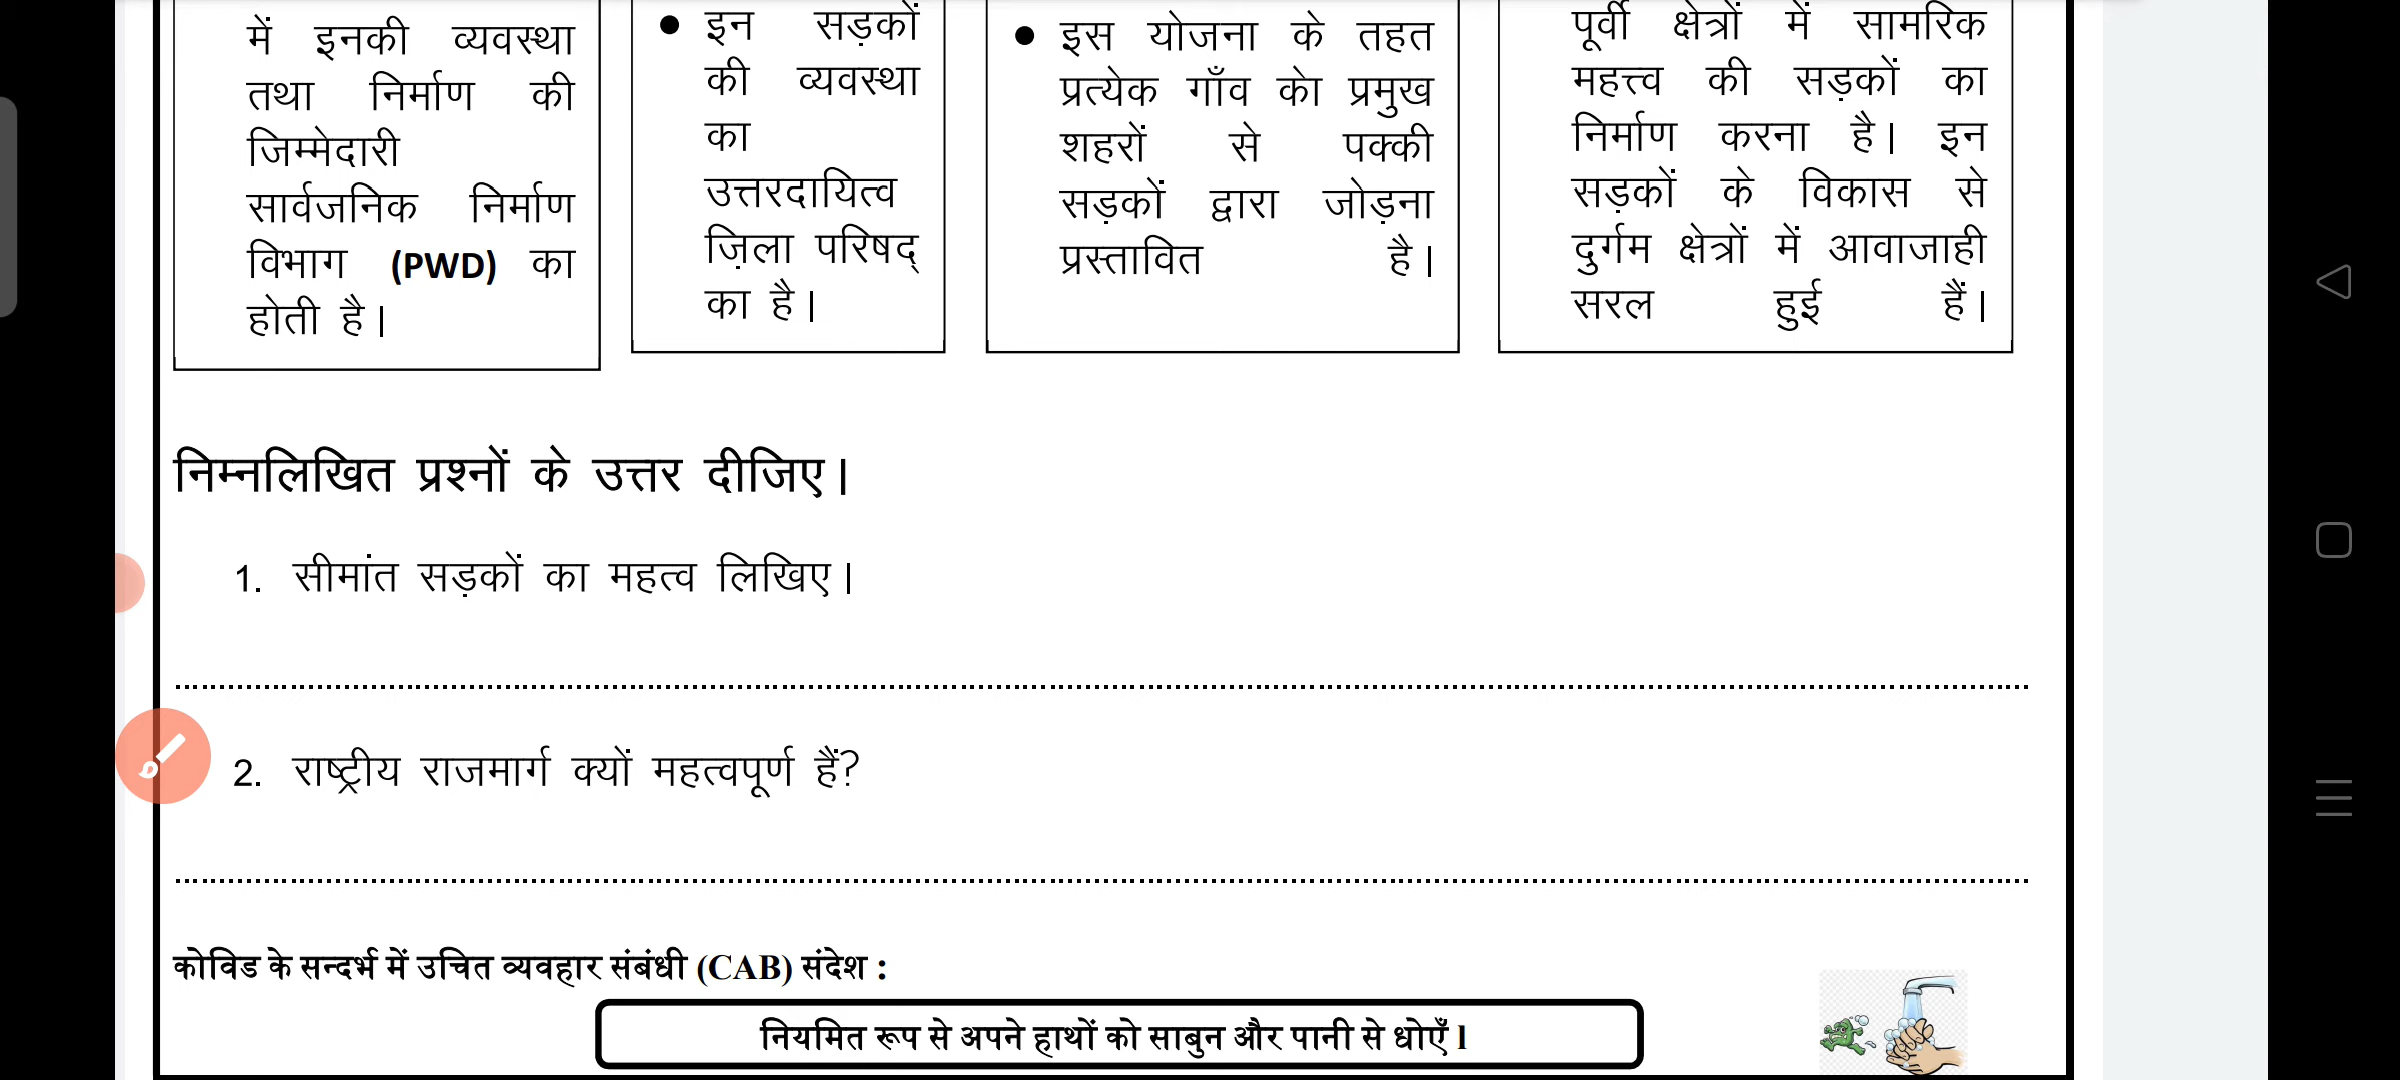 में इनकी व्यवस्था
तथा निर्माण की
जिम्मेदारी
सार्वजनिक निर्माण
विभाग (PWD) का
होती है।
• इन सड़कों
की व्यवस्था
का
उत्तरदायित्व
ज़िला परिषद्
का है।
• इस योजना के तहत
प्रत्येक गाँव को प्रमुख
शहरों से पक्की
सड़कों द्वारा जोड़ना
प्रस्तावित है।
पूर्वी क्षेत्रों में सामरिक
महत्त्व की सड़कों का
निर्माण करना है। इन
सड़कों के विकास से
दुर्गम क्षेत्रों में आवाजाही
सरल हुई हैं।
निम्नलिखित प्रश्नों के उत्तर दीजिए।
1. सीमांत सड़कों का महत्व लिखिए।
2. राष्ट्रीय राजमार्ग क्यों महत्वपूर्ण हैं?
कोविड के सन्दर्भ में उचित व्यवहार संबंधी (CAB) संदेश :
नियमित रूप से अपने हाथों को साबुन और पानी से धोएँ l